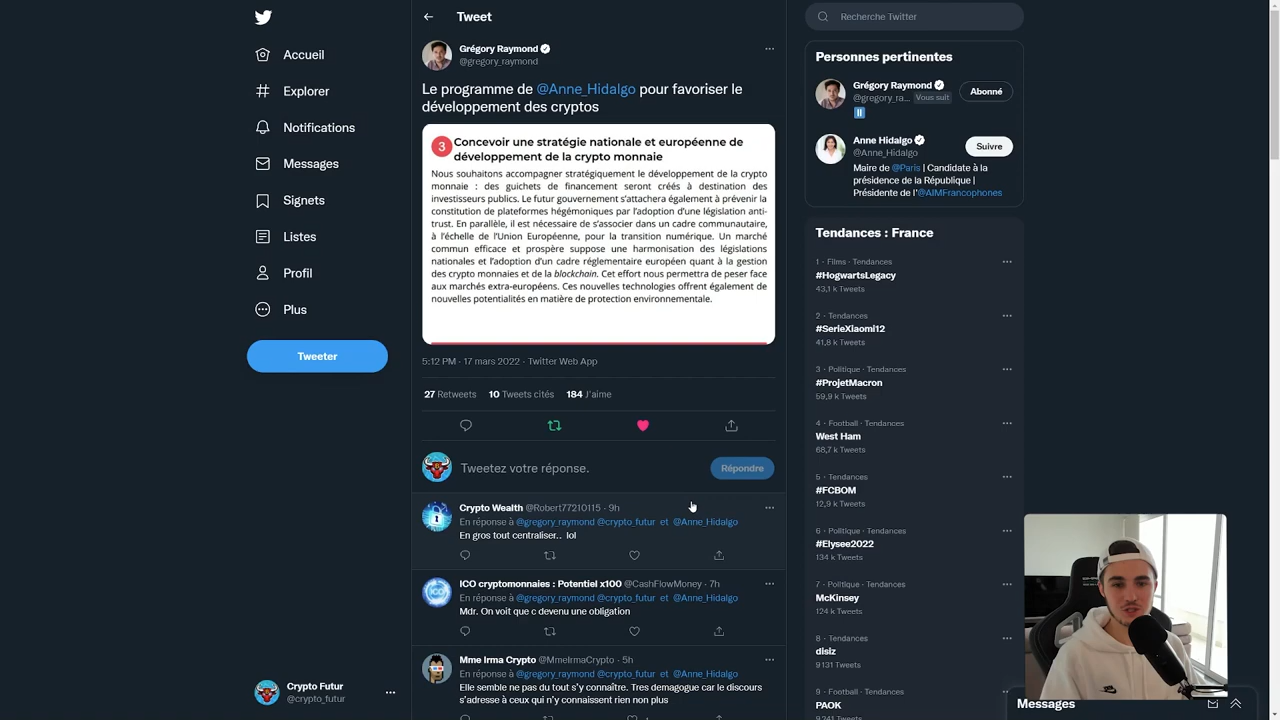 Accueil
Explorer
Notifications
Messages
Signets
Listes
Profil
Plus
Tweeter
Crypto Futur
@crypto_futur
Tweet
Grégory Raymond
@gregory_raymond
Le programme de @Anne_Hidalgo pour favoriser le
développement des cryptos
3 Concevoir une stratégie nationale et européenne de
développement de la crypto monnaie
Nous souhaitons accompagner stratégiquement le développement de la crypto
monnaie : des guichets de financement seront créés à destination des
investisseurs publics. Le futur gouvernement s'attachera également à prévenir la
constitution de plateformes hégémoniques par l'adoption d'une législation anti-
trust. En parallèle, il est nécessaire de s'associer dans un cadre communautaire,
à l'échelle de l'Union Européenne, pour la transition numérique. Un marché
commun efficace et prospère suppose une harmonisation des législations
nationales et l'adoption d'un cadre réglementaire européen quant à la gestion
des crypto monnaies et de la blockchain. Cet effort nous permettra de peser face
aux marchés extra-européens. Ces nouvelles technologies offrent également de
nouvelles potentialités en matière de protection environnementale.
5:12 PM · 17 mars 2022 · Twitter Web App
27 Retweets 10 Tweets cités 184 J'aime
Tweetez votre réponse.
Répondre
Crypto Wealth @Robert77210115 · 9h
En réponse à @gregory_raymond @crypto_futur et @Anne_Hidalgo
En gros tout centraliser.. lol
ICO cryptomonnaies : Potentiel x100 @CashFlowMoney · 7h
En réponse à @gregory_raymond @crypto_futur et @Anne_Hidalgo
Mdr. On voit que c devenu une obligation
Mme Irma Crypto @MmeIrmaCrypto · 5h
En réponse à @gregory_raymond @crypto_futur et @Anne_Hidalgo
Elle semble ne pas du tout s'y connaître. Tres demagogue car le discours
s'adresse à ceux qui n'y connaissent rien non plus
Recherche Twitter
Personnes pertinentes
Grégory Raymond
@gregory_ra... Vous suit
Abonné
Anne Hidalgo
@Anne_Hidalgo
Suivre
Maire de @Paris | Candidate à la
présidence de la République |
Présidente de l'@AIMFrancophones
Tendances : France
1 · Films · Tendances
#HogwartsLegacy
43,1 k Tweets
2 · Tendances
#SerieXiaomi12
41,8 k Tweets
3 · Politique · Tendances
#ProjetMacron
59,9 k Tweets
4 · Football · Tendances
West Ham
68,7 k Tweets
5 · Tendances
#FCBOM
12,9 k Tweets
6 · Politique · Tendances
#Elysee2022
134 k Tweets
7 · Politique · Tendances
McKinsey
124 k Tweets
8 · Tendances
disiz
9 131 Tweets
9 · Football · Tendances
PAOK
9 241 Tweets
Messages